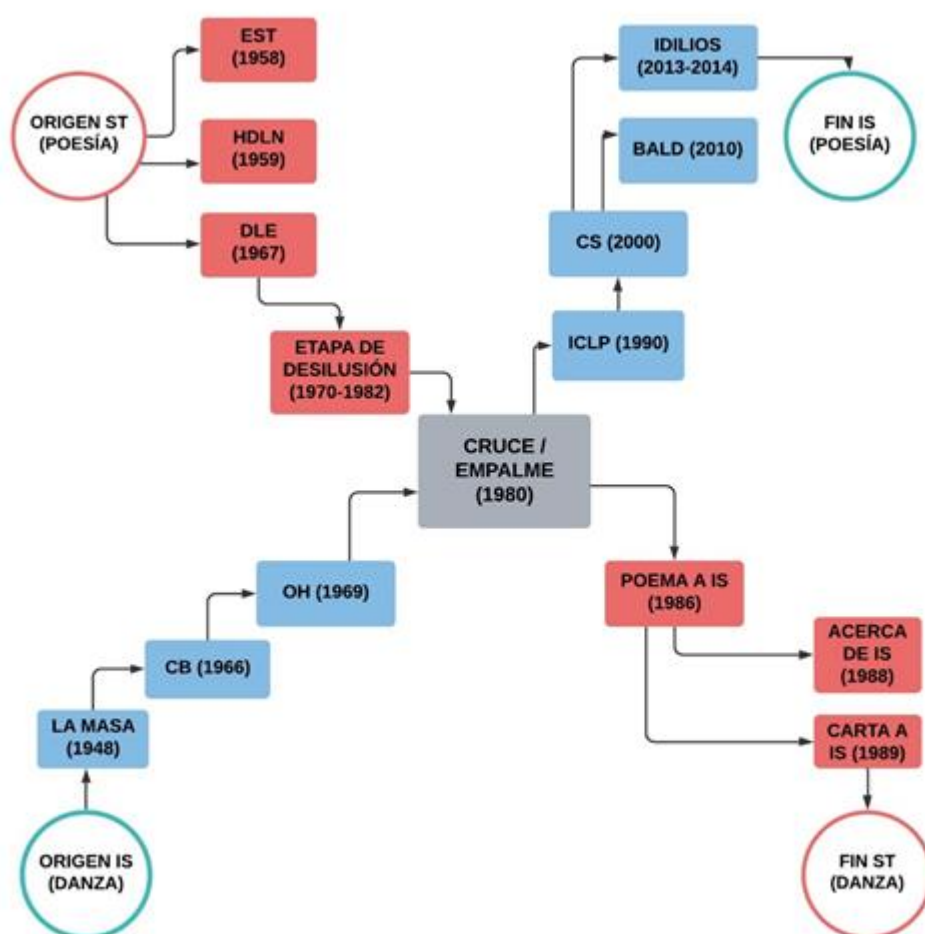 EST
(1958)
ORIGEN ST
(POESÍA)
HDLN
(1959)
DLE
(1967)
ETAPA DE
DESILUSIÓN
(1970-1982)
IDILIOS
(2013-2014)
FIN IS
(POESÍA)
BALD (2010)
CS (2000)
ICLP (1990)
CRUCE /
EMPALME
(1980)
OH (1969)
CB (1966)
LA MASA
(1948)
ORIGEN IS
(DANZA)
POEMA A IS
(1986)
ACERCA
DE IS
(1988)
CARTA A
IS (1989)
FIN ST
(DANZA)